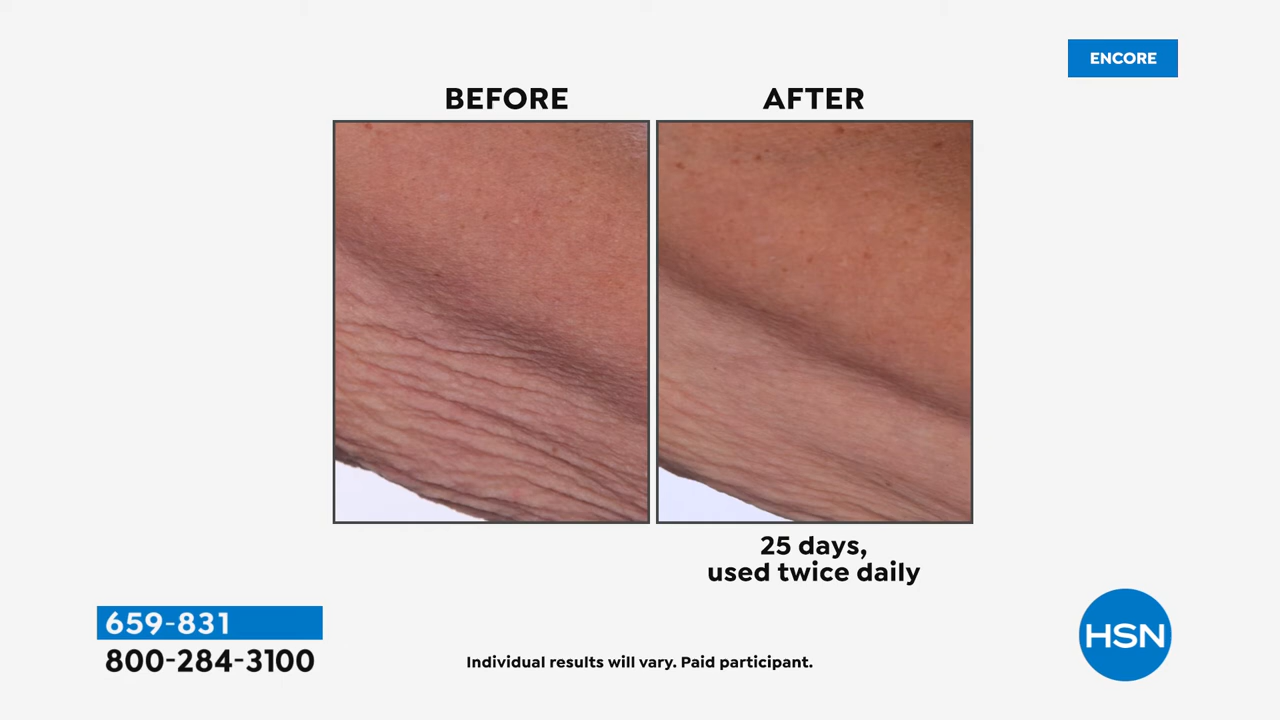 ENCORE
BEFORE
AFTER
25 days,
used twice daily
659-831
800-284-3100
Individual results will vary. Paid participant.
HSN